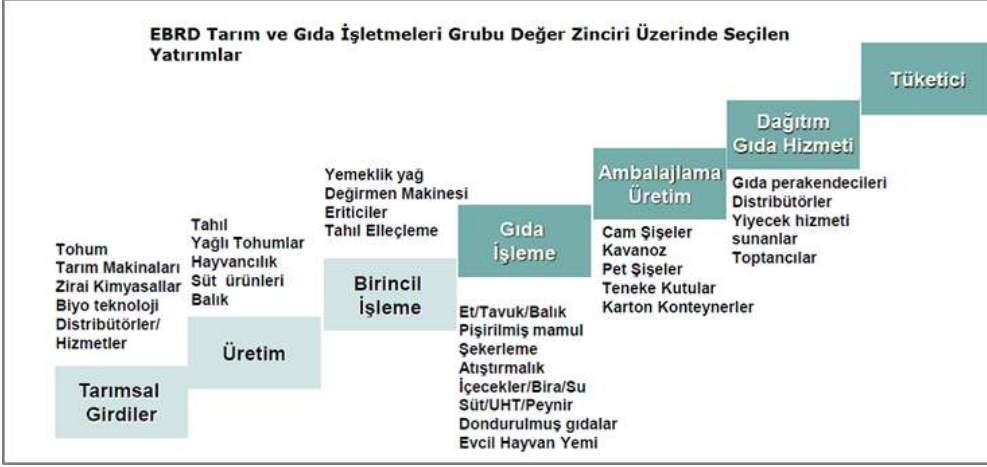 EBRD Tarım ve Gıda İşletmeleri Grubu Değer Zinciri Üzerinde Seçilen
Yatırımlar
Tohum
Tarım Makinaları
Zirai Kimyasallar
Biyo teknoloji
Distribütörler/
Hizmetler
Tarımsal
Girdiler
Tahıl
Yağlı Tohumlar
Hayvancılık
Süt ürünleri
Balık
Üretim
Yemeklik yağ
Değirmen Makinesi
Eriticiler
Tahıl Elleçleme
Birincil
İşleme
Gıda
İşleme
Et/Tavuk/Balık
Pişirilmiş mamul
Şekerleme
Atıştırmalık
İçecekler/Bira/Su
Süt/UHT/Peynir
Dondurulmuş gıdalar
Evcil Hayvan Yemi
Ambalajlama
Üretim
Cam Şişeler
Kavanoz
Pet Şişeler
Teneke Kutular
Karton Konteynerler
Dağıtım
Gıda Hizmeti
Gıda perakendecileri
Distribütörler
Yiyecek hizmeti
sunanlar
Toptancılar
Tüketici